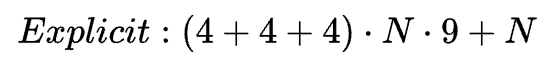 Explicit : (4 + 4 + 4) · N · 9 + N